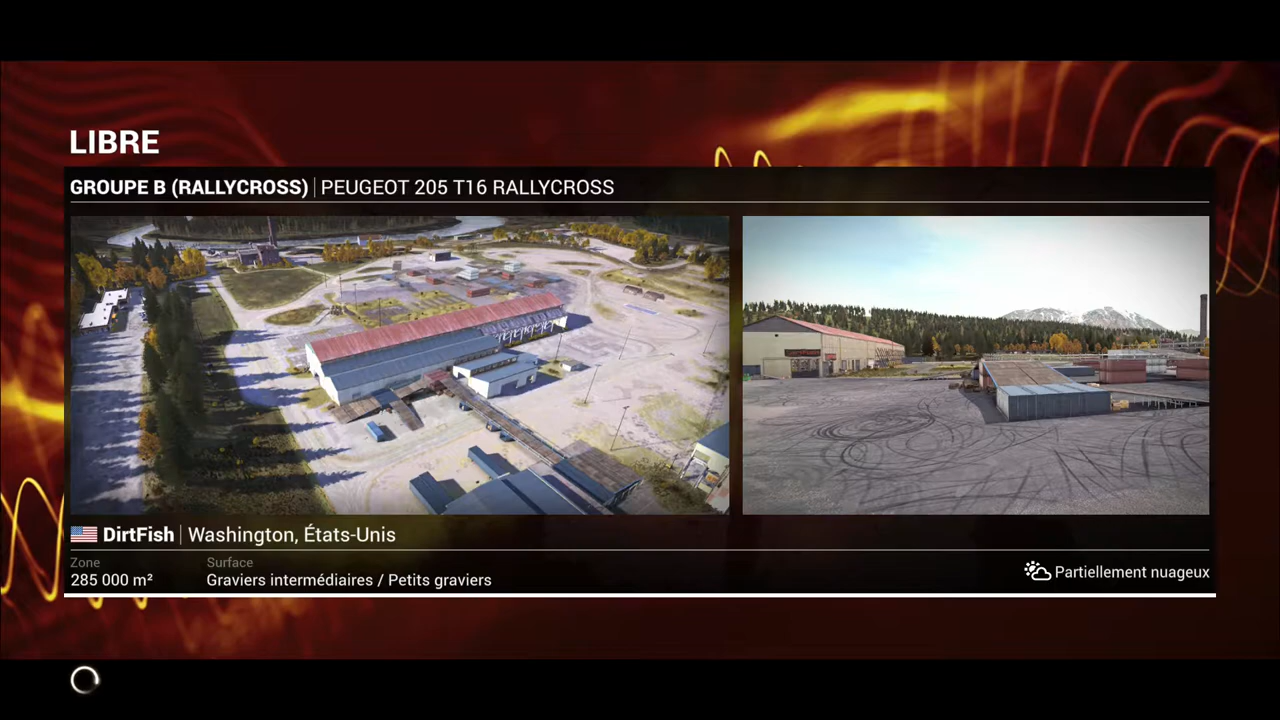 LIBRE
GROUPE B (RALLYCROSS) | PEUGEOT 205 T16 RALLYCROSS
DirtFish | Washington, États-Unis
Zone
Surface
285 000 m²
Graviers intermédiaires / Petits graviers
Partiellement nuageux